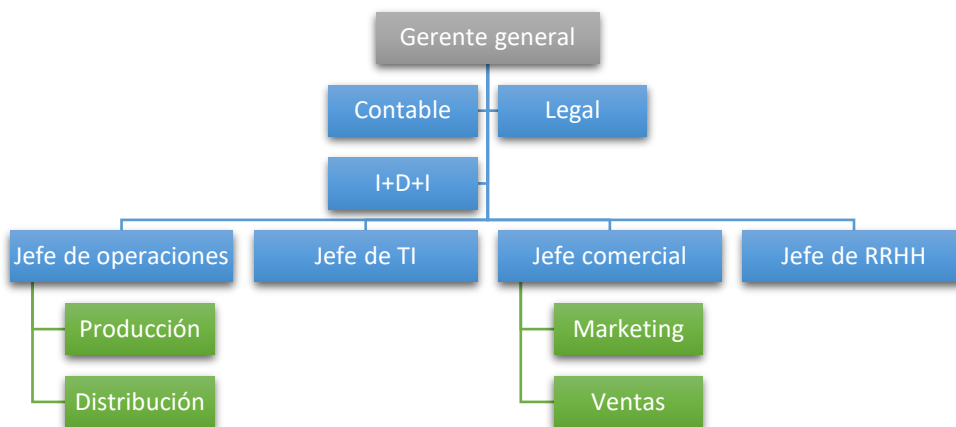 Gerente general
Contable
Legal
I+D+I
Jefe de operaciones
Jefe de TI
Jefe comercial
Jefe de RRHH
Producción
Marketing
Distribución
Ventas